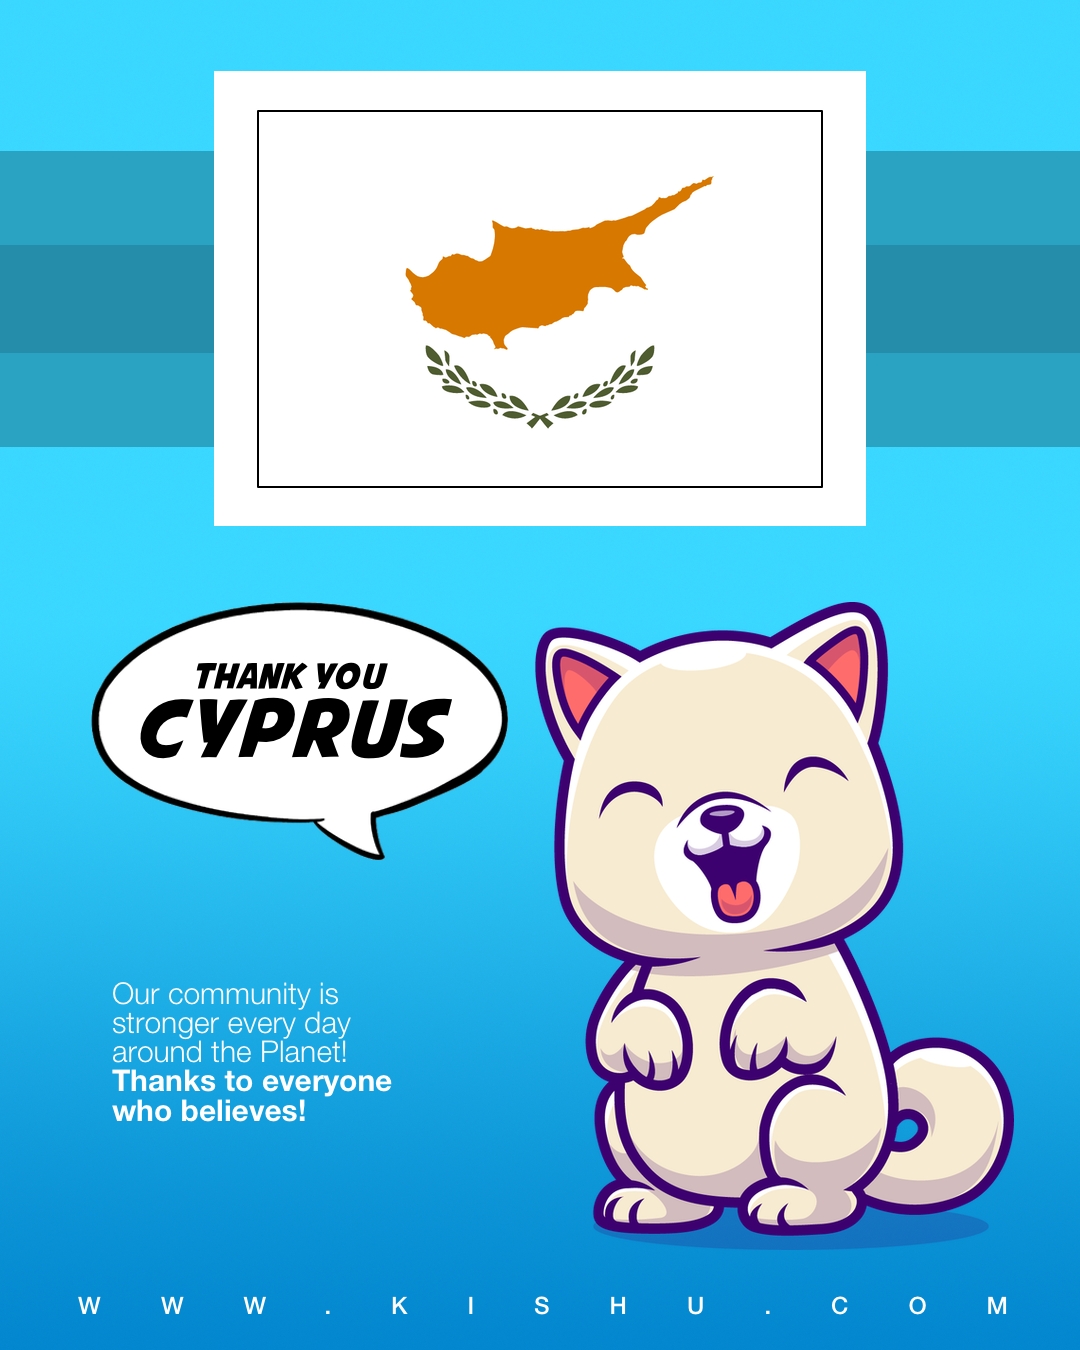 THANK YOU
CYPRUS
Our community is
stronger every day
around the Planet!
Thanks to everyone
who believes!
WWW.KISHU.COM